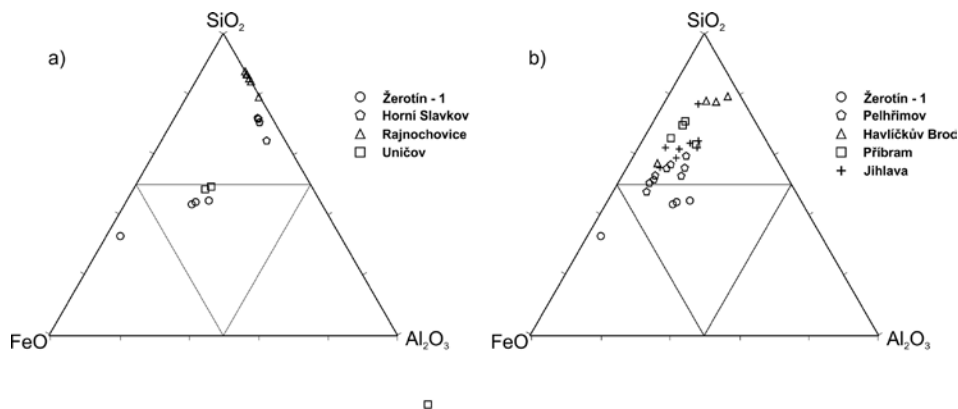 SiO₂
a)
Žerotín - 1
Horní Slavkov
Rajnochovice
Uničov
FeO
Al₂O₃
SiO₂
b)
Žerotín - 1
Pelhřimov
Havlíčkův Brod
Příbram
Jihlava
FeO
Al₂O₃